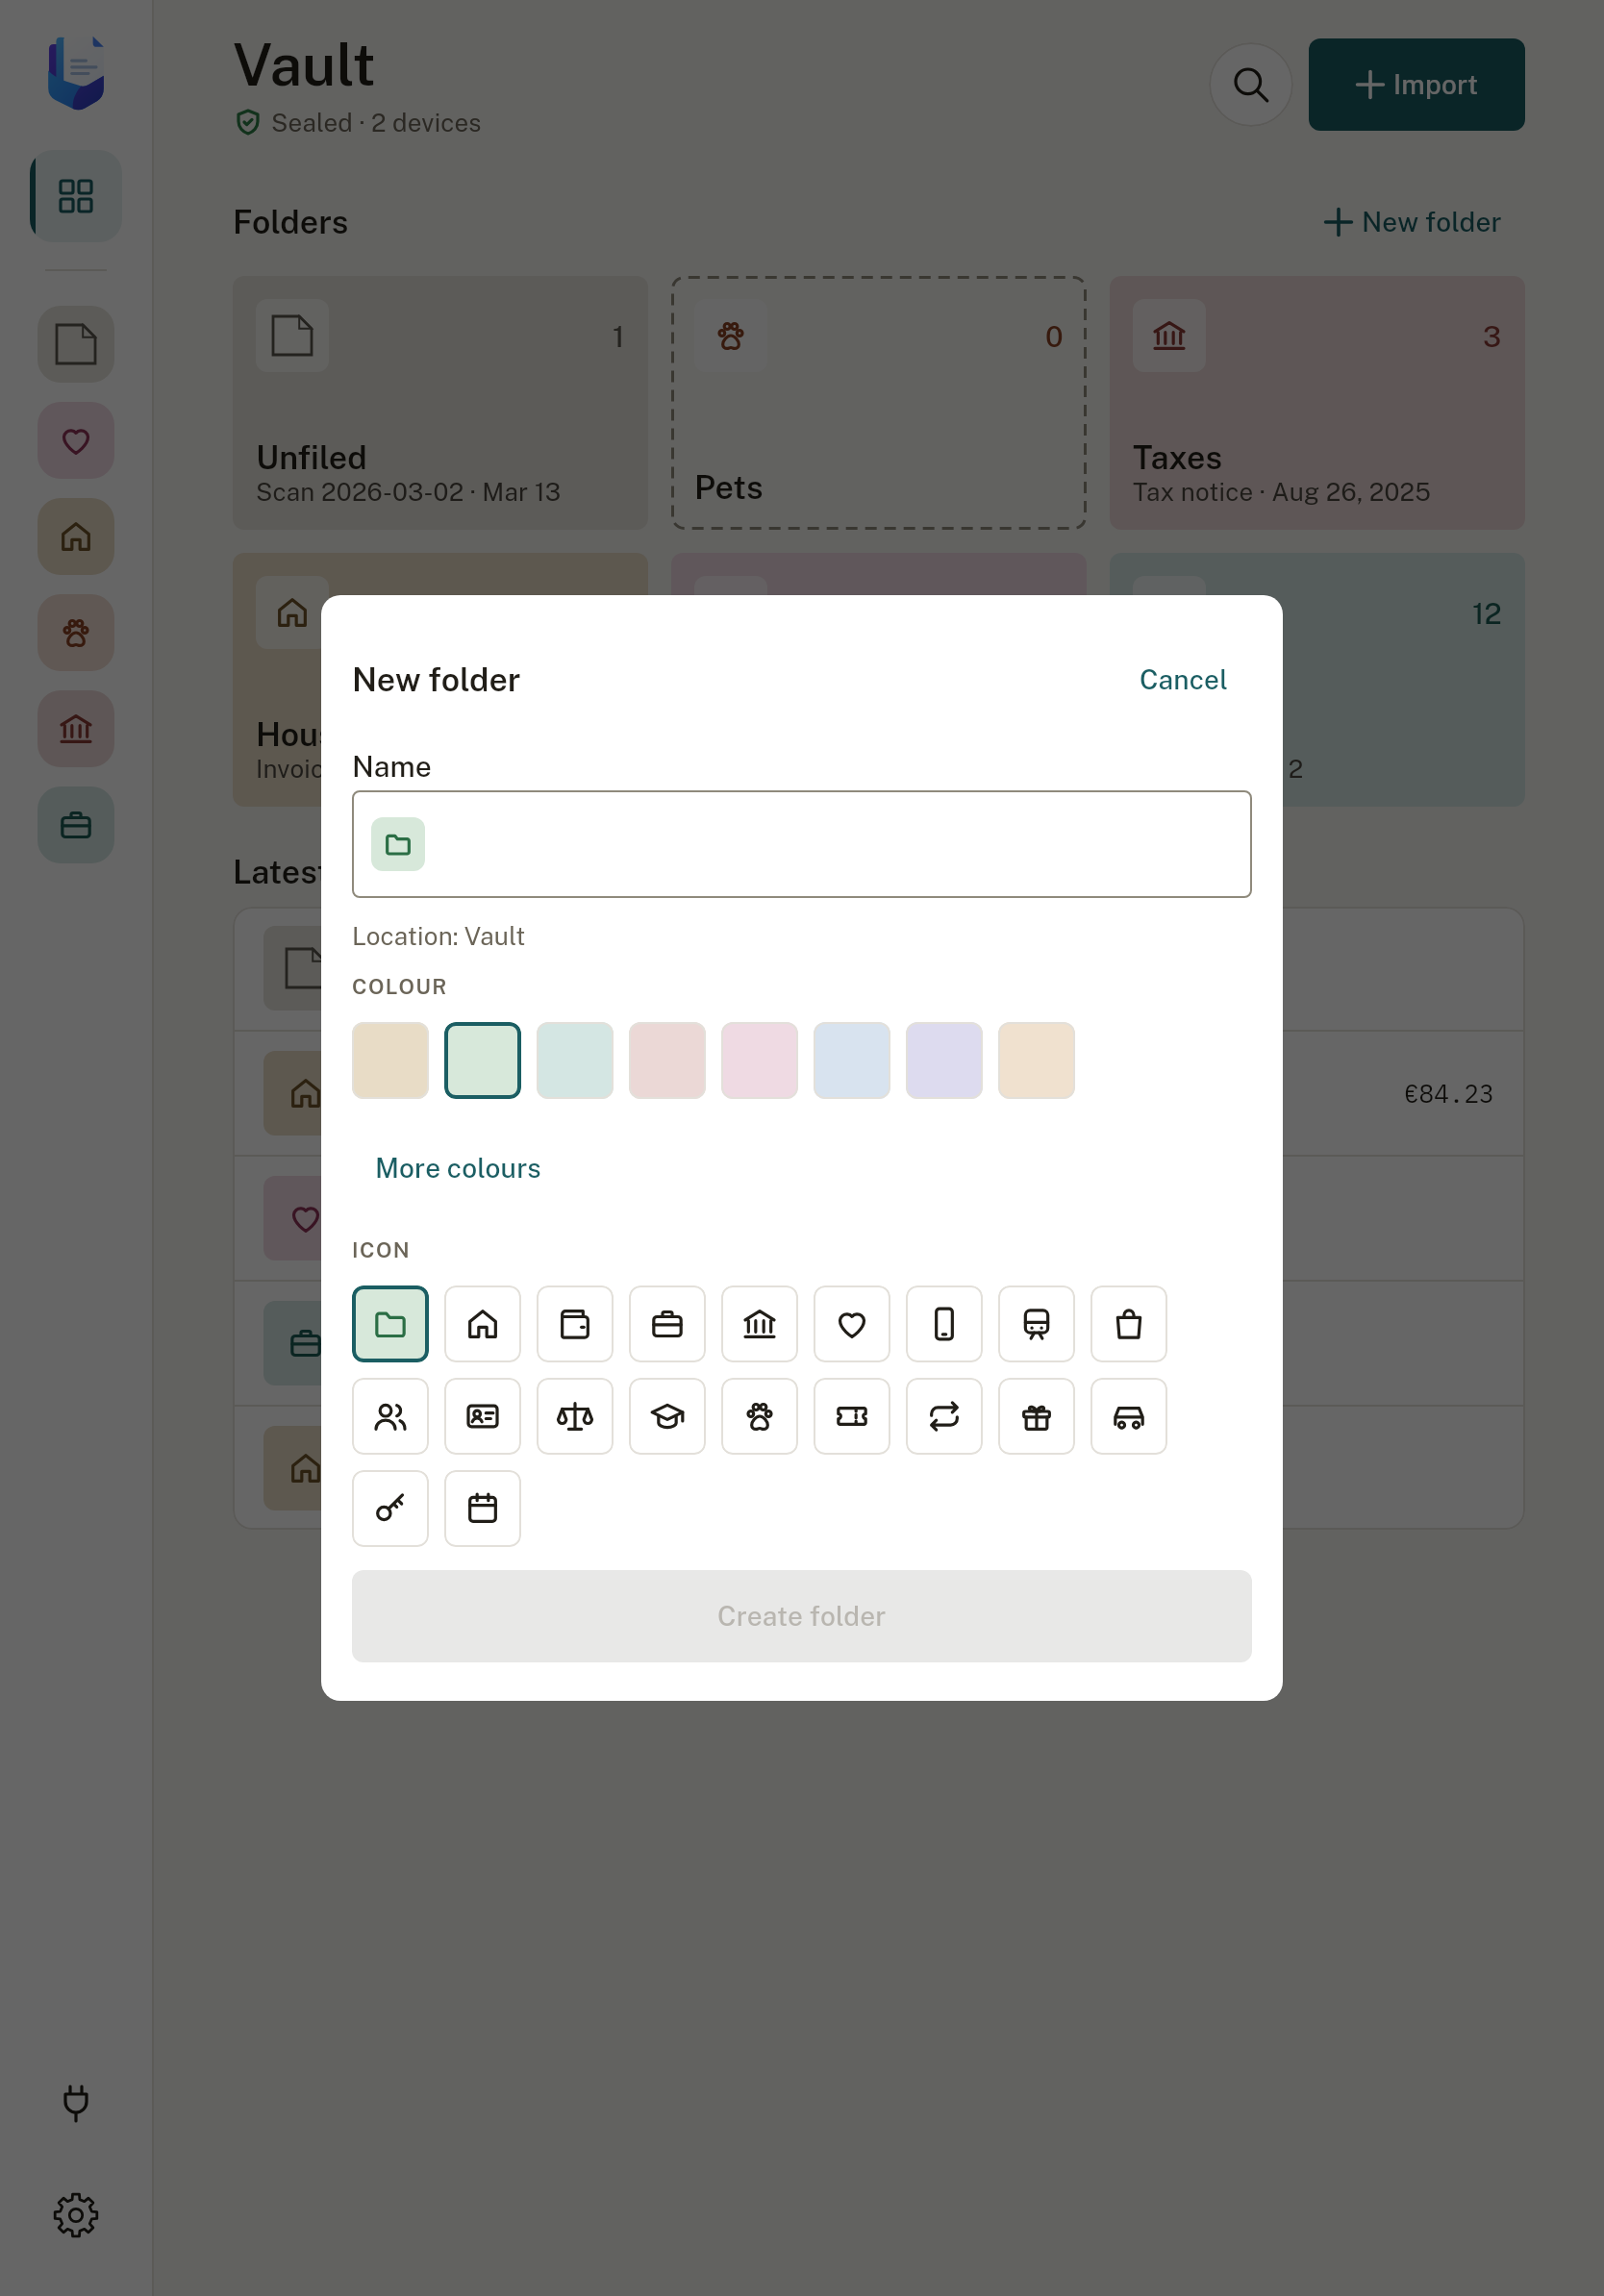 Vault
Sealed · 2 devices
Import
Folders
New folder
1
0
3
Unfiled
Scan 2026-03-02 · Mar 13
Pets
Taxes
Tax notice · Aug 26, 2025
12
New folder
Cancel
Name
Location: Vault
COLOUR
€84.23
More colours
ICON
Create folder
2